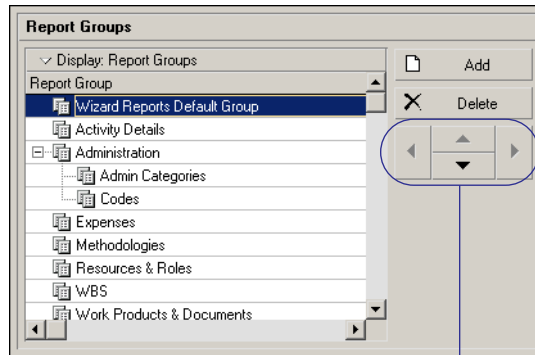 Report Groups
Display: Report Groups
Report Group
Wizard Reports Default Group
Activity Details
Administration
Admin Categories
Codes
Expenses
Methodologies
Resources & Roles
WBS
Work Products & Documents
Add
Delete